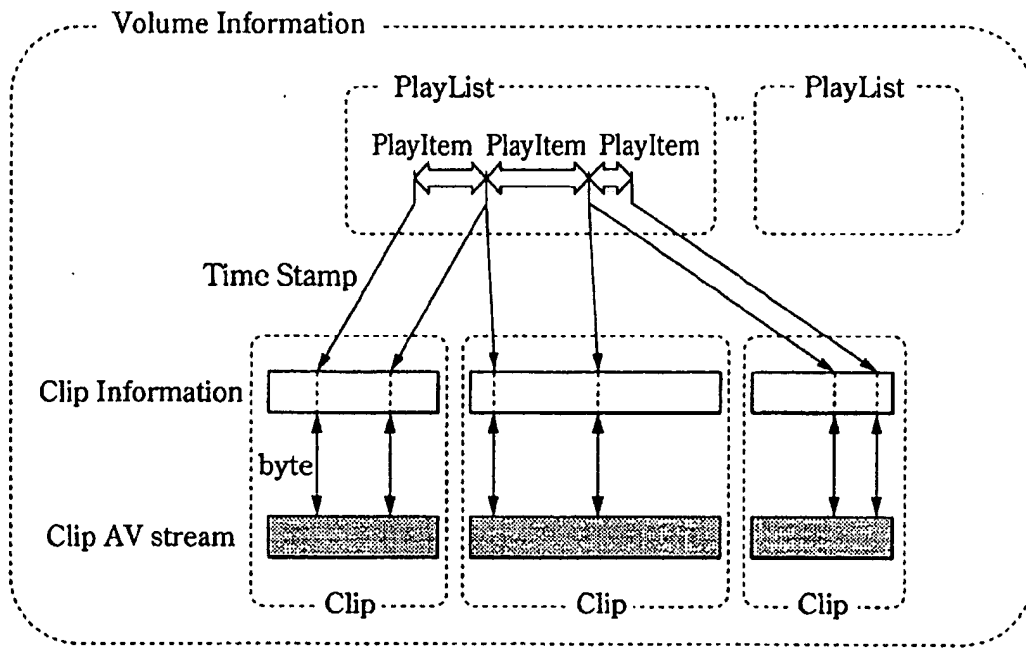 Volume Information
PlayList
PlayList
...
PlayItem PlayItem PlayItem
Time Stamp
Clip Information
byte
Clip AV stream
Clip
Clip
Clip